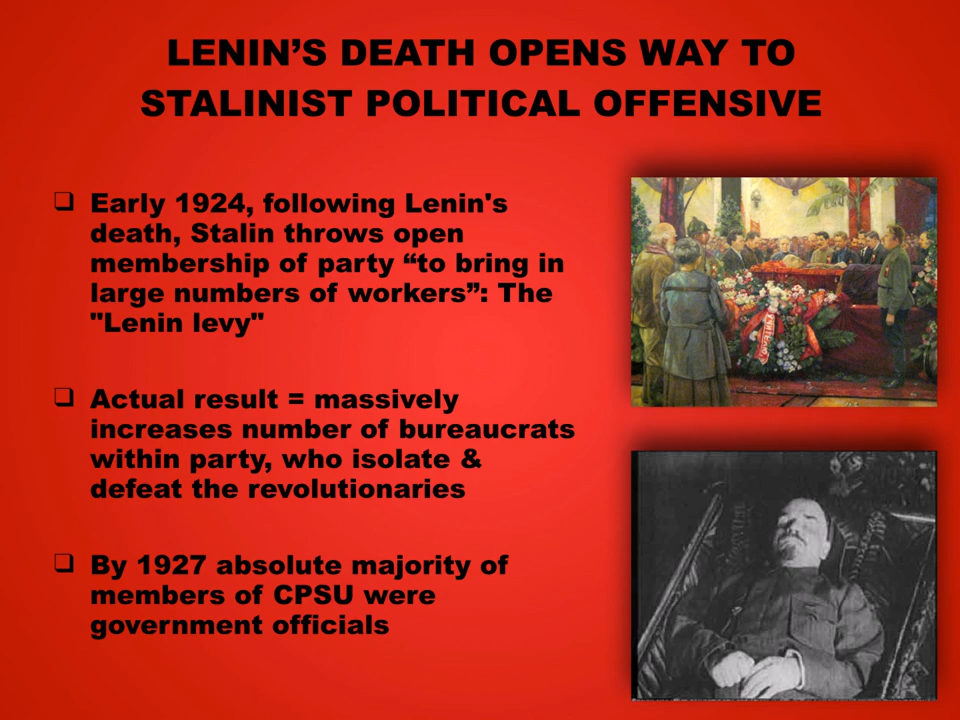 LENIN’S DEATH OPENS WAY TO
STALINIST POLITICAL OFFENSIVE
Early 1924, following Lenin's
death, Stalin throws open
membership of party “to bring in
large numbers of workers”: The
"Lenin levy"
Actual result = massively
increases number of bureaucrats
within party, who isolate &
defeat the revolutionaries
By 1927 absolute majority of
members of CPSU were
government officials